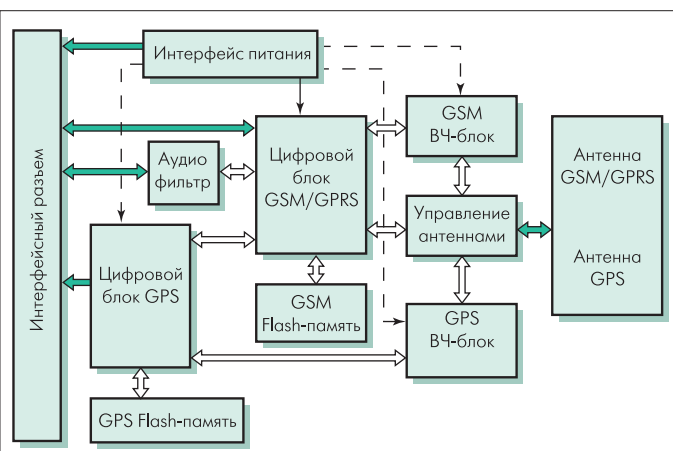 Интерфейсный разъем
Интерфейс питания
Аудио
фильтр
Цифровой
блок
GSM/GPRS
GSM
ВЧ-блок
Управление
антеннами
Антенна
GSM/GPRS
Антенна
GPS
Цифровой
блок GPS
GSM
Flash-память
GPS
ВЧ-блок
GPS Flash-память